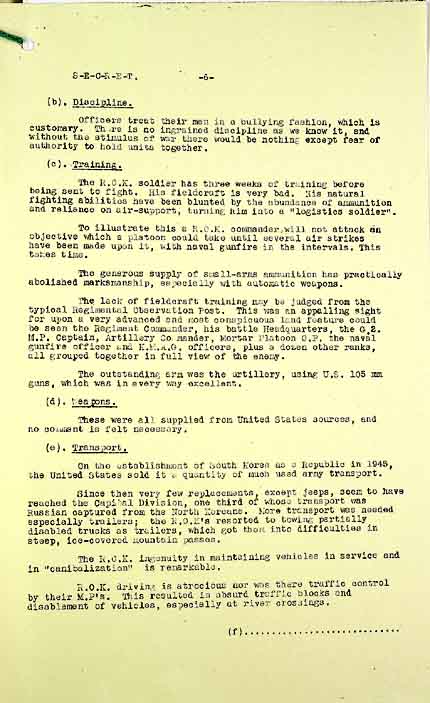 S-E-C-R-E-T. -6-
(b). Discipline.
Officers treat their men in a bullying fashion, which is
customary. There is no ingrained discipline as we know it, and
without the stimulus of war there would be nothing except fear of
authority to hold units together.
(c). Training.
The R.O.K. soldier has three weeks of training before
being sent to fight. His fieldcraft is very bad. His natural
fighting abilities have been blunted by the abundance of ammunition
and reliance on air-support, turning him into a "logistics soldier".
To illustrate this a R.O.K. commander will not attack an
objective which a platoon could take until several air strikes
have been made upon it, with naval gunfire in the intervals. This
takes time.
The generous supply of small-arms ammunition has practically
abolished marksmanship, especially with automatic weapons.
The lack of fieldcraft training may be judged from the
typical Regimental Observation Post. This was an appalling sight
for upon a very advanced and most conspicuous land feature could
be seen the Regiment Commander, his battle Headquarters, the G.2.
M.P. Captain, Artillery Commander, Mortar Platoon O.P. the naval
gunfire officer and K.M.A.G. officers, plus a dozen other ranks,
all grouped together in full view of the enemy.
The outstanding arm was the artillery, using U.S. 105 mm
guns, which was in every way excellent.
(d). Weapons.
These were all supplied from United States sources, and
no comment is felt necessary.
(e). Transport.
On the establishment of South Korea as a Republic in 1945,
the United States sold it a quantity of much used army transport.
Since then very few replacements, except jeeps, seem to have
reached the Capital Division, one third of whose transport was
Russian captured from the North Koreans. More transport was needed
especially trailers; the R.O.K's resorted to towing partially
disabled trucks as trailers, which got them into difficulties in
steep, ice-covered mountain passes.
The R.O.K. ingenuity in maintaining vehicles in service and
in "canibalization" is remarkable.
R.O.K. driving is atrocious nor was there traffic control
by their M.P's. This resulted in absurd traffic blocks and
disablement of vehicles, especially at river crossings.
(f)..............................